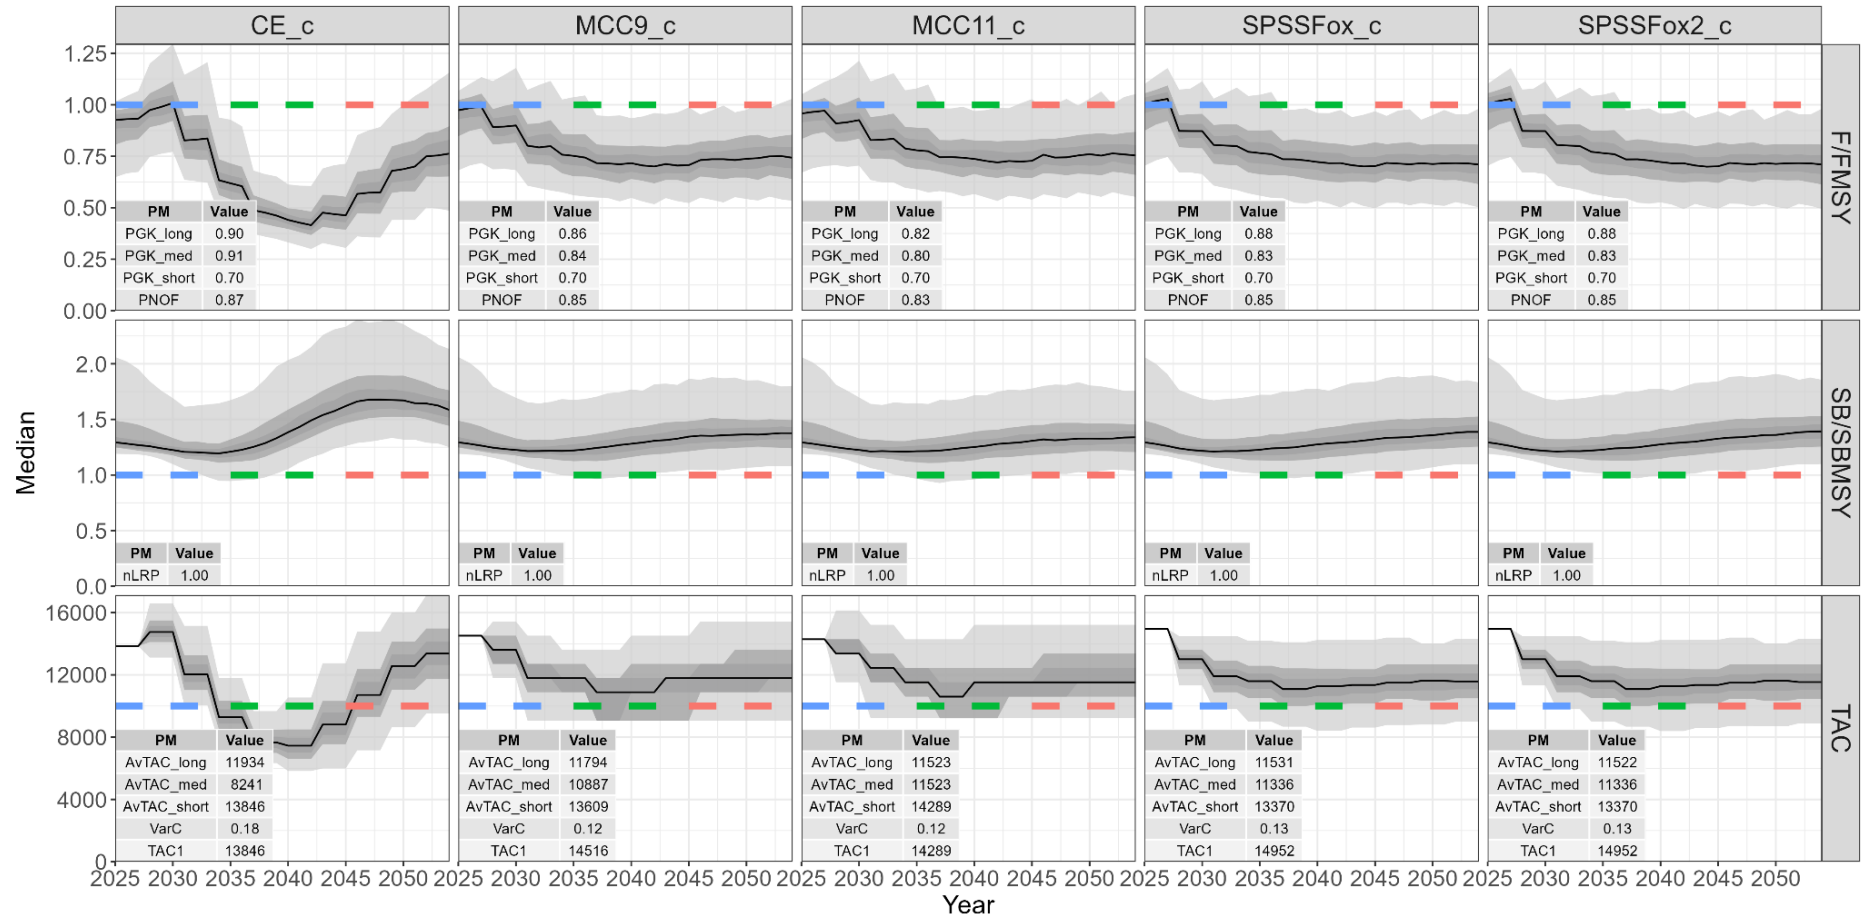 CE_c MCC9_c MCC11_c SPSSFox_c SPSSFox2_c
1.25
1.00
0.75
0.50
0.25
0.00
PM Value PM Value PM Value PM Value PM Value
PGK_long 0.90 PGK_long 0.86 PGK_long 0.82 PGK_long 0.88 PGK_long 0.88
PGK_med 0.91 PGK_med 0.84 PGK_med 0.80 PGK_med 0.83 PGK_med 0.83
PGK_short 0.70 PGK_short 0.70 PGK_short 0.70 PGK_short 0.70 PGK_short 0.70
PNOF 0.87 PNOF 0.85 PNOF 0.83 PNOF 0.85 PNOF 0.85
F/FMSY
Median
2.0
1.5
1.0
0.5
0.0
PM Value PM Value PM Value PM Value PM Value
nLRP 1.00 nLRP 1.00 nLRP 1.00 nLRP 1.00 nLRP 1.00
SB/SBMSY
16000
12000
8000
4000
0
PM Value PM Value PM Value PM Value PM Value
AvTAC_long 11934 AvTAC_long 11794 AvTAC_long 11523 AvTAC_long 11531 AvTAC_long 11522
AvTAC_med 8241 AvTAC_med 10887 AvTAC_med 11523 AvTAC_med 11336 AvTAC_med 11336
AvTAC_short 13846 AvTAC_short 13609 AvTAC_short 14289 AvTAC_short 13370 AvTAC_short 13370
VarC 0.18 VarC 0.12 VarC 0.12 VarC 0.13 VarC 0.13
TAC1 13846 TAC1 14516 TAC1 14289 TAC1 14952 TAC1 14952
TAC
2025 2030 2035 2040 2045 2050 2025 2030 2035 2040 2045 2050 2025 2030 2035 2040 2045 2050 2025 2030 2035 2040 2045 2050 2025 2030 2035 2040 2045 2050
Year